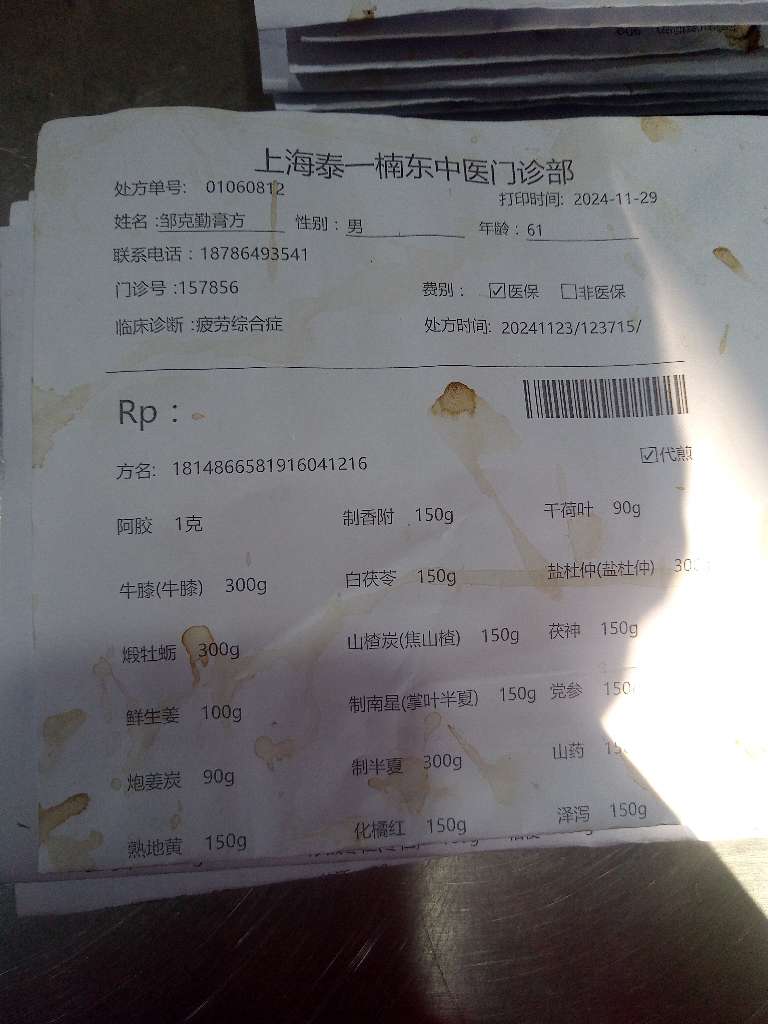 上海泰一楠东中医门诊部
处方单号: 01060812 打印时间: 2024-11-29
姓名:邹克勤膏方 性别:男 年龄:61
联系电话:18786493541
门诊号:157856 费别: ☑医保 ☐非医保
临床诊断:疲劳综合症 处方时间: 20241123/123715/
Rp:
方名: 1814866581916041216 ☑代煎
阿胶 1克 制香附 150g 干荷叶 90g
牛膝(牛膝) 300g 白茯苓 150g 盐杜仲(盐杜仲) 300g
煅牡蛎 300g 山楂炭(焦山楂) 150g 茯神 150g
鲜生姜 100g 制南星(掌叶半夏) 150g 党参 150
炮姜炭 90g 制半夏 300g 山药 15
熟地黄 150g 化橘红 150g 泽泻 150g